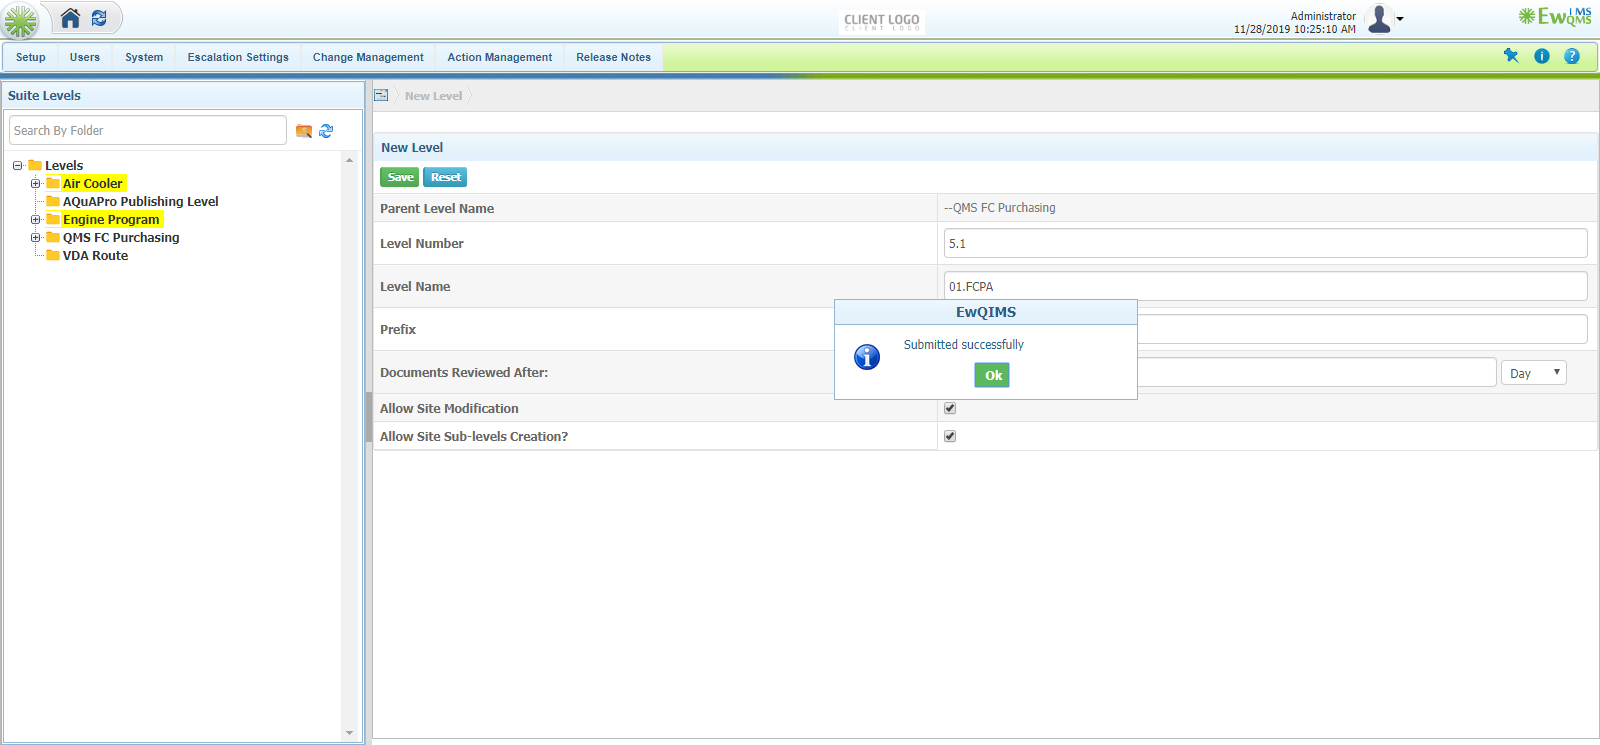 CLIENT LOGO
CLIENT LOGO
Administrator
11/28/2019 10:25:10 AM
EwQIMS
QMS
Setup
Users
System
Escalation Settings
Change Management
Action Management
Release Notes
Suite Levels
Search By Folder
Levels
Air Cooler
AQuAPro Publishing Level
Engine Program
QMS FC Purchasing
VDA Route
New Level
New Level
Save
Reset
Parent Level Name
--QMS FC Purchasing
Level Number
5.1
Level Name
01.FCPA
Prefix
Documents Reviewed After:
Day
Allow Site Modification
Allow Site Sub-levels Creation?
EwQIMS
Submitted successfully
Ok